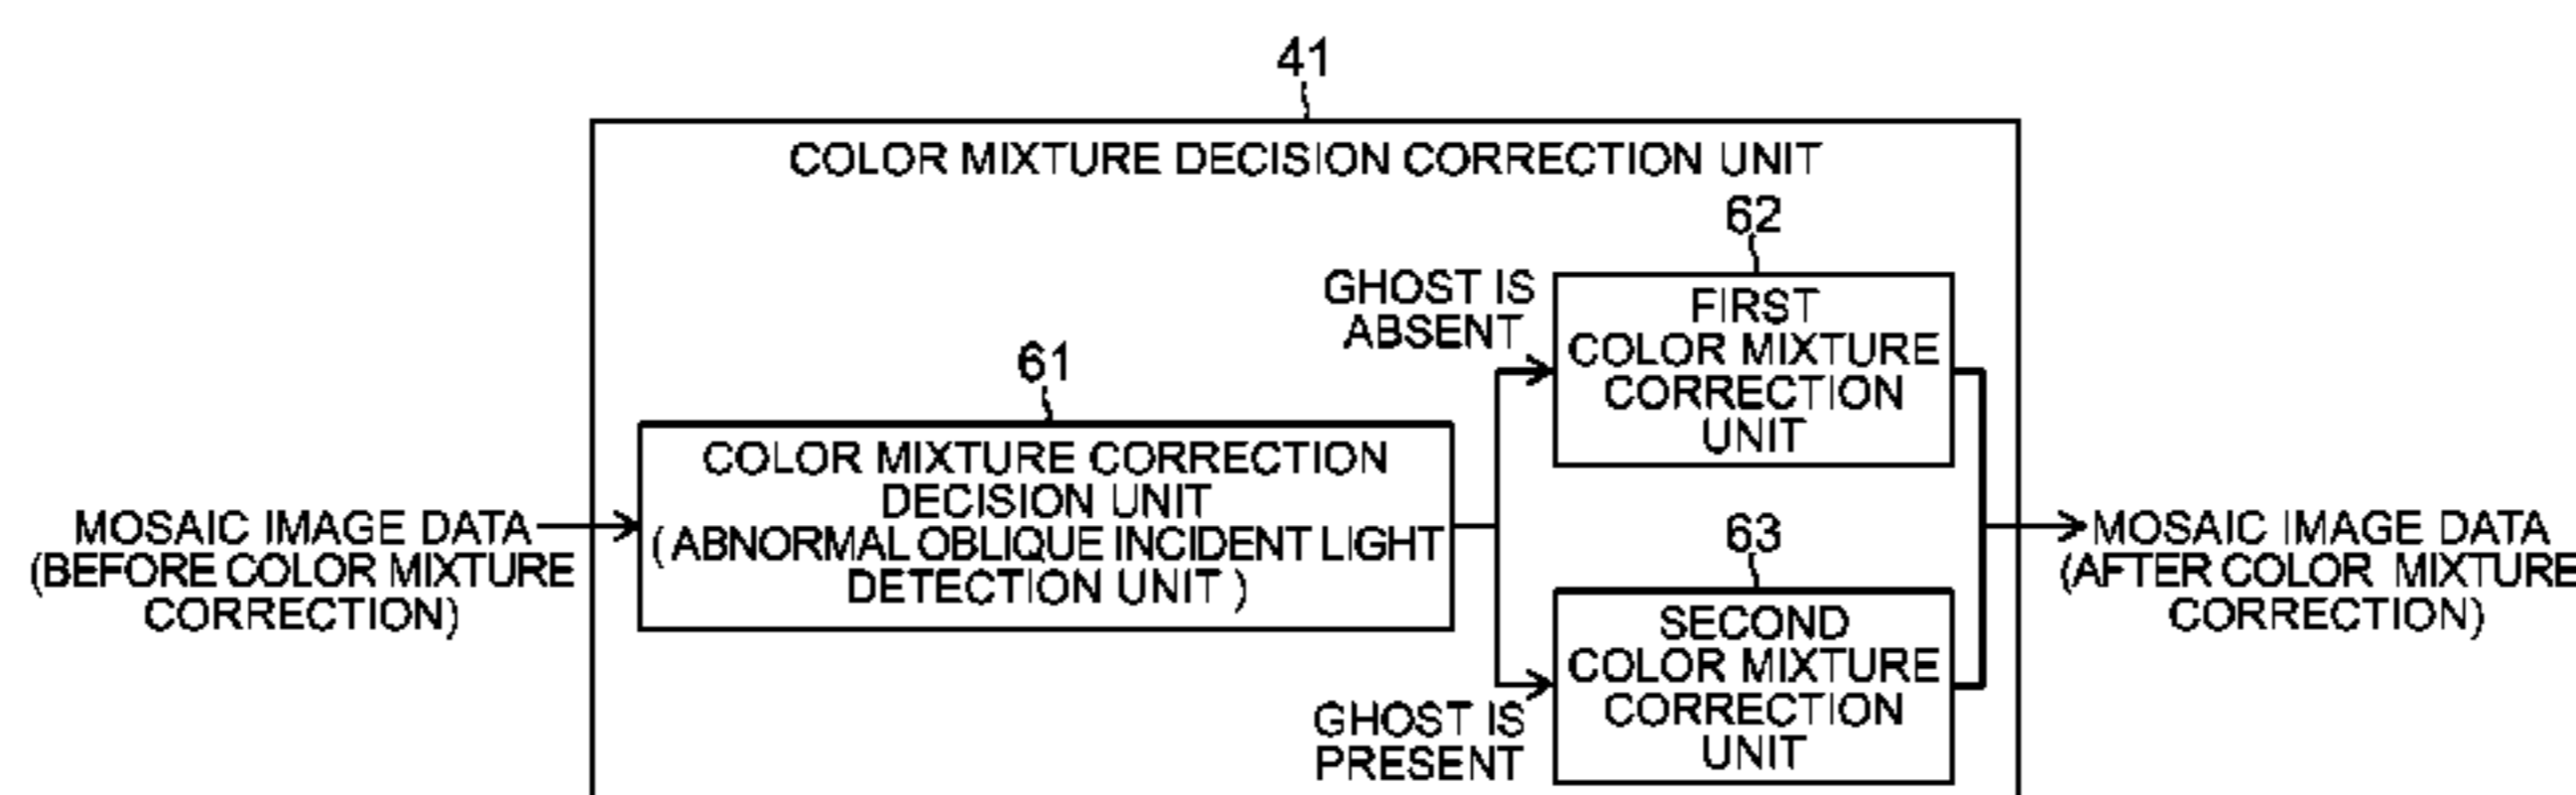 41
COLOR MIXTURE DECISION CORRECTION UNIT
62
GHOST IS
ABSENT
FIRST
COLOR MIXTURE
CORRECTION
UNIT
61
COLOR MIXTURE CORRECTION
DECISION UNIT
( ABNORMAL OBLIQUE INCIDENT LIGHT
DETECTION UNIT )
MOSAIC IMAGE DATA
(BEFORE COLOR MIXTURE
CORRECTION)
63
SECOND
COLOR MIXTURE
CORRECTION
UNIT
GHOST IS
PRESENT
MOSAIC IMAGE DATA
(AFTER COLOR MIXTURE
CORRECTION)